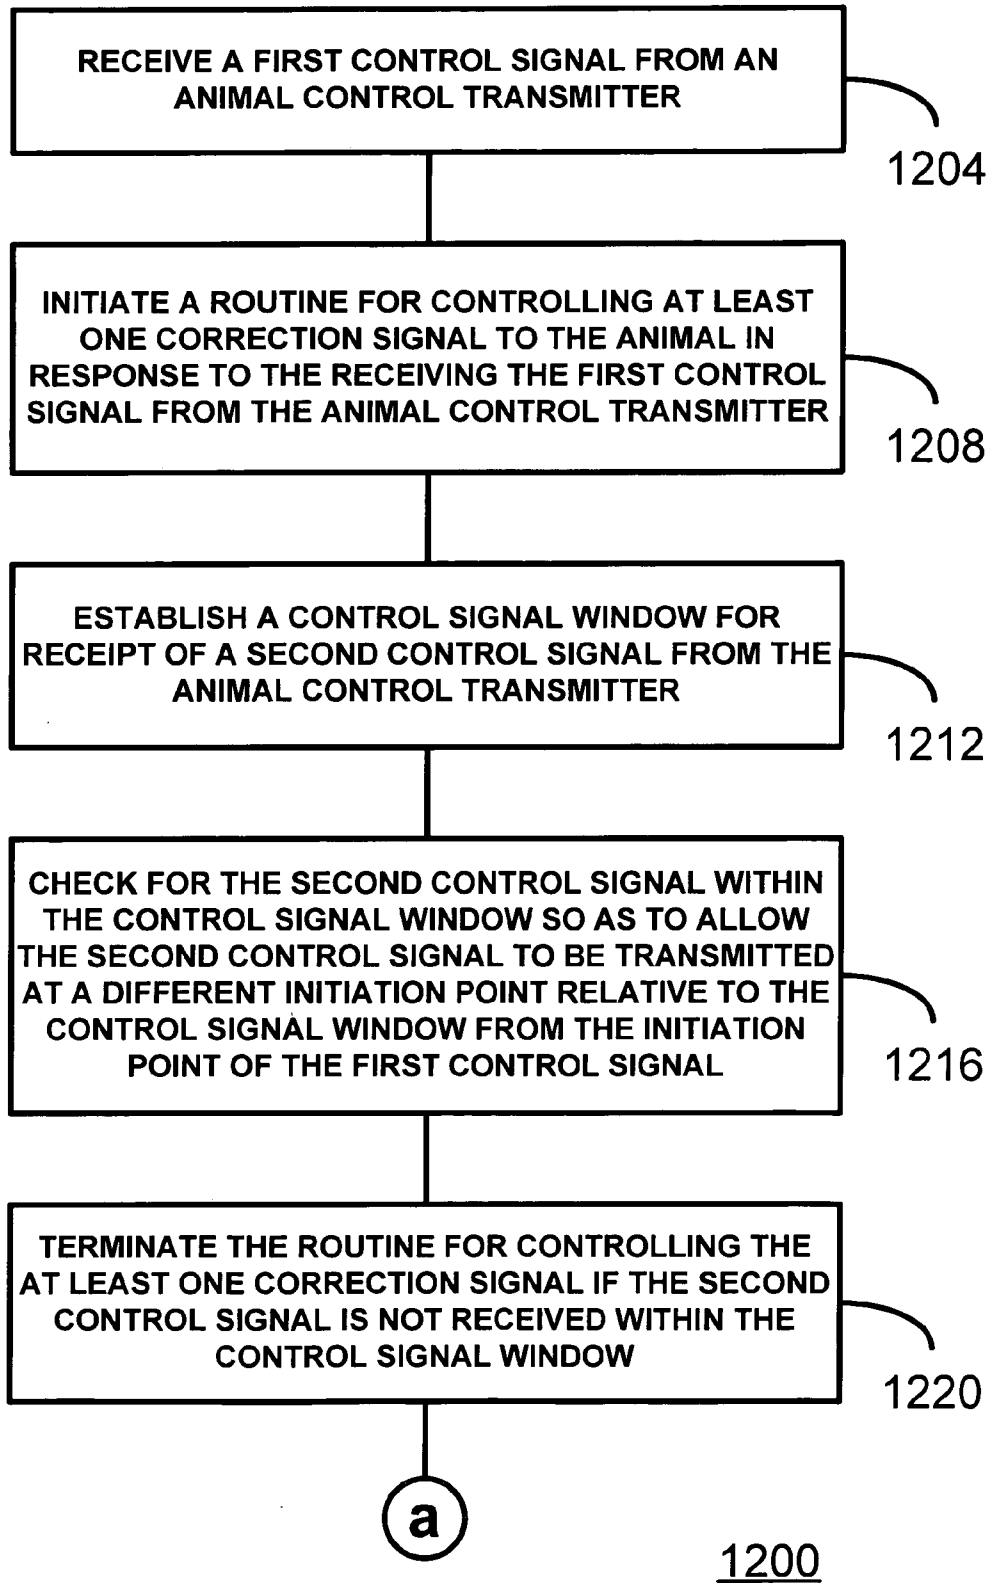 RECEIVE A FIRST CONTROL SIGNAL FROM AN
ANIMAL CONTROL TRANSMITTER
1204
INITIATE A ROUTINE FOR CONTROLLING AT LEAST
ONE CORRECTION SIGNAL TO THE ANIMAL IN
RESPONSE TO THE RECEIVING THE FIRST CONTROL
SIGNAL FROM THE ANIMAL CONTROL TRANSMITTER
1208
ESTABLISH A CONTROL SIGNAL WINDOW FOR
RECEIPT OF A SECOND CONTROL SIGNAL FROM THE
ANIMAL CONTROL TRANSMITTER
1212
CHECK FOR THE SECOND CONTROL SIGNAL WITHIN
THE CONTROL SIGNAL WINDOW SO AS TO ALLOW
THE SECOND CONTROL SIGNAL TO BE TRANSMITTED
AT A DIFFERENT INITIATION POINT RELATIVE TO THE
CONTROL SIGNAL WINDOW FROM THE INITIATION
POINT OF THE FIRST CONTROL SIGNAL
1216
TERMINATE THE ROUTINE FOR CONTROLLING THE
AT LEAST ONE CORRECTION SIGNAL IF THE SECOND
CONTROL SIGNAL IS NOT RECEIVED WITHIN THE
CONTROL SIGNAL WINDOW
1220
a
1200